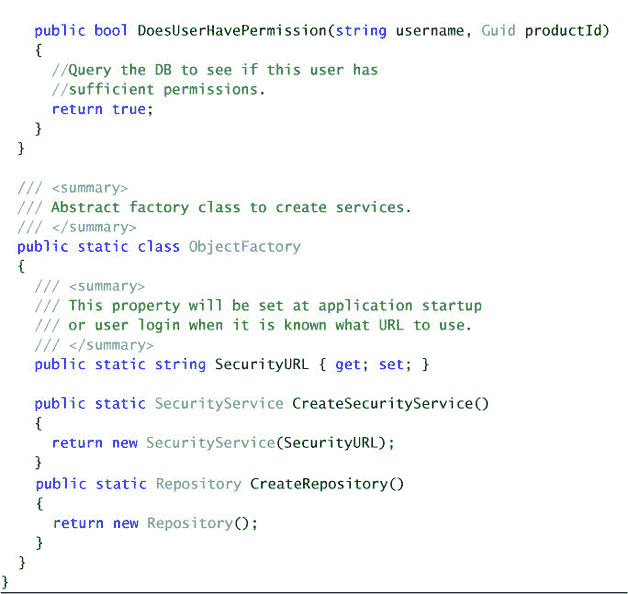 public bool DoesUserHavePermission(string username, Guid productId)
{
//Query the DB to see if this user has
//sufficient permissions.
return true;
}
}
/// <summary>
/// Abstract factory class to create services.
/// </summary>
public static class ObjectFactory
{
/// <summary>
/// This property will be set at application startup
/// or user login when it is known what URL to use.
/// </summary>
public static string SecurityURL { get; set; }
public static SecurityService CreateSecurityService()
{
return new SecurityService(SecurityURL);
}
public static Repository CreateRepository()
{
return new Repository();
}
}
}